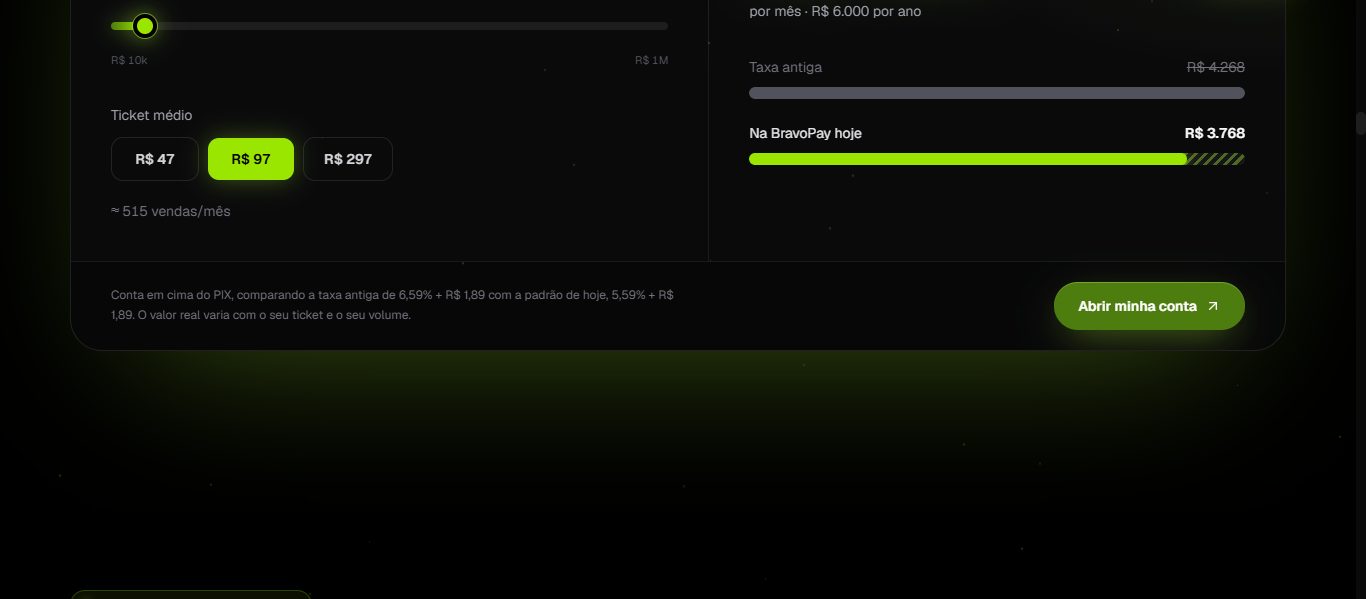 R$ 10k
R$ 1M
Ticket médio
R$ 47
R$ 97
R$ 297
≈ 515 vendas/mês
por mês · R$ 6.000 por ano
Taxa antiga
R$ 4.268
Na BravoPay hoje
R$ 3.768
Conta em cima do PIX, comparando a taxa antiga de 6,59% + R$ 1,89 com a padrão de hoje, 5,59% + R$
1,89. O valor real varia com o seu ticket e o seu volume.
Abrir minha conta